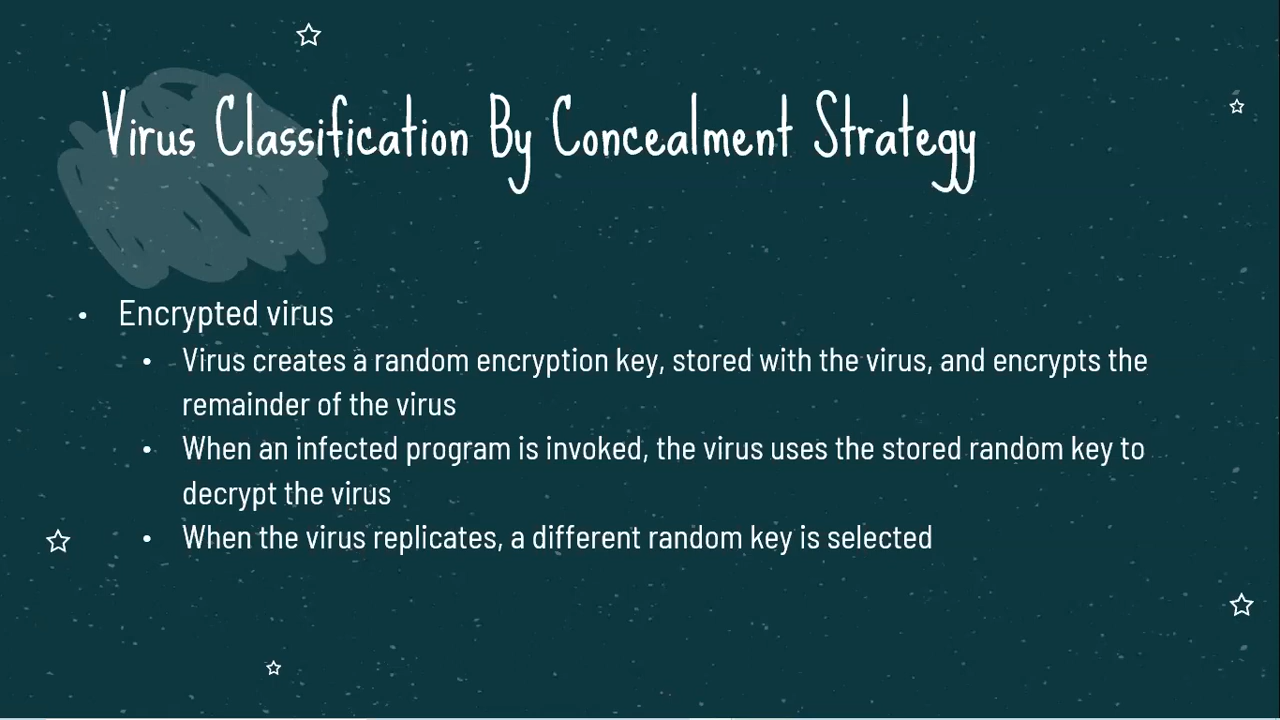 Virus Classification By Concealment Strategy
• Encrypted virus
• Virus creates a random encryption key, stored with the virus, and encrypts the
remainder of the virus
• When an infected program is invoked, the virus uses the stored random key to
decrypt the virus
• When the virus replicates, a different random key is selected